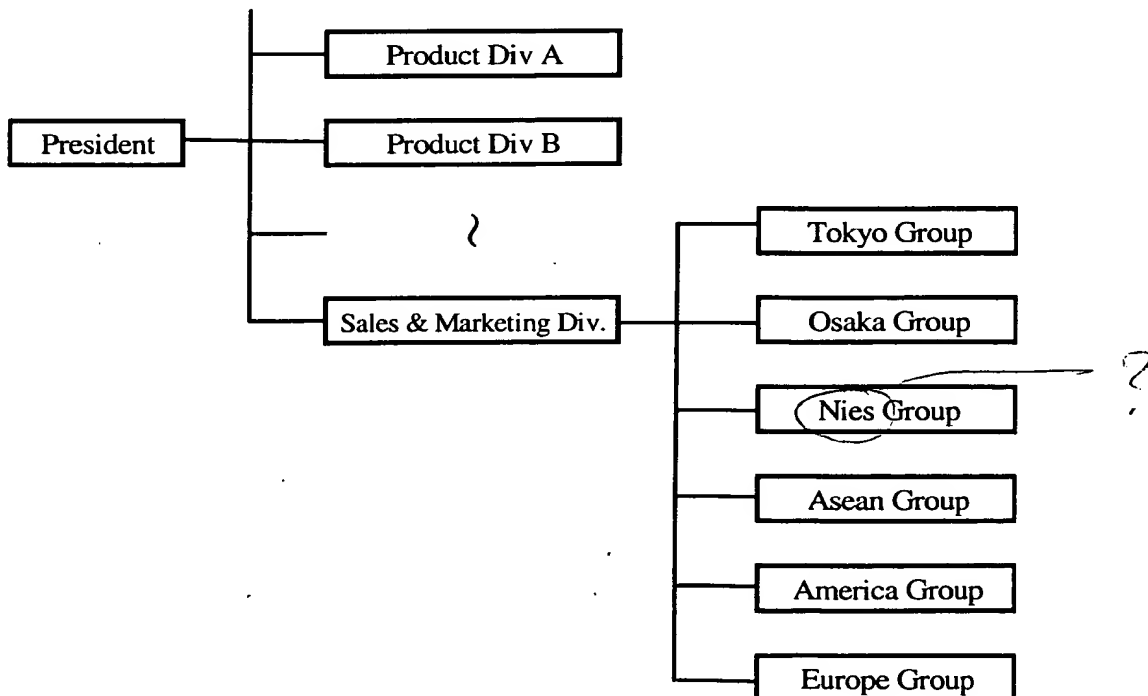 Product Div A
President
Product Div B
~
Tokyo Group
Sales & Marketing Div.
Osaka Group
Nies Group
?
Asean Group
America Group
Europe Group